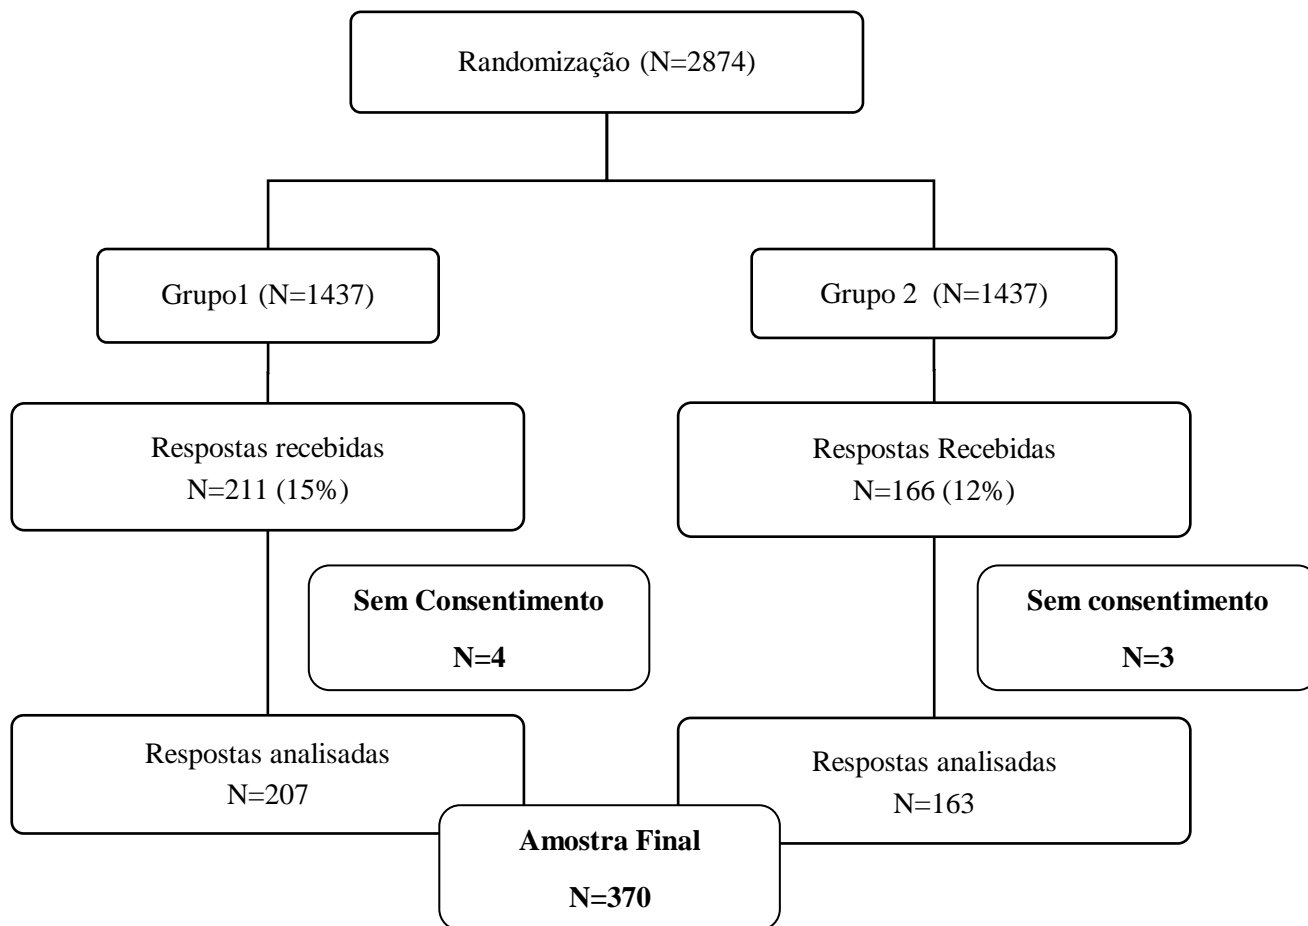 Randomização (N=2874)
Grupo1 (N=1437)
Grupo 2  (N=1437)
Respostas recebidas
N=211 (15%)
Respostas Recebidas
N=166 (12%)
Sem Consentimento
N=4
Sem consentimento
N=3
Respostas analisadas
N=207
Respostas analisadas
N=163
Amostra Final
N=370